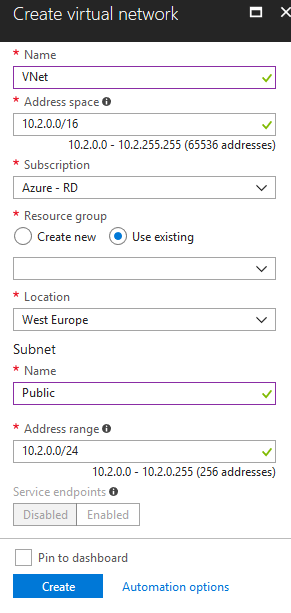 Create virtual network
* Name
VNet
* Address space
10.2.0.0/16
10.2.0.0 - 10.2.255.255 (65536 addresses)
* Subscription
Azure - RD
* Resource group
Create new Use existing
* Location
West Europe
Subnet
* Name
Public
* Address range
10.2.0.0/24
10.2.0.0 - 10.2.0.255 (256 addresses)
Service endpoints
Disabled Enabled
Pin to dashboard
Create Automation options